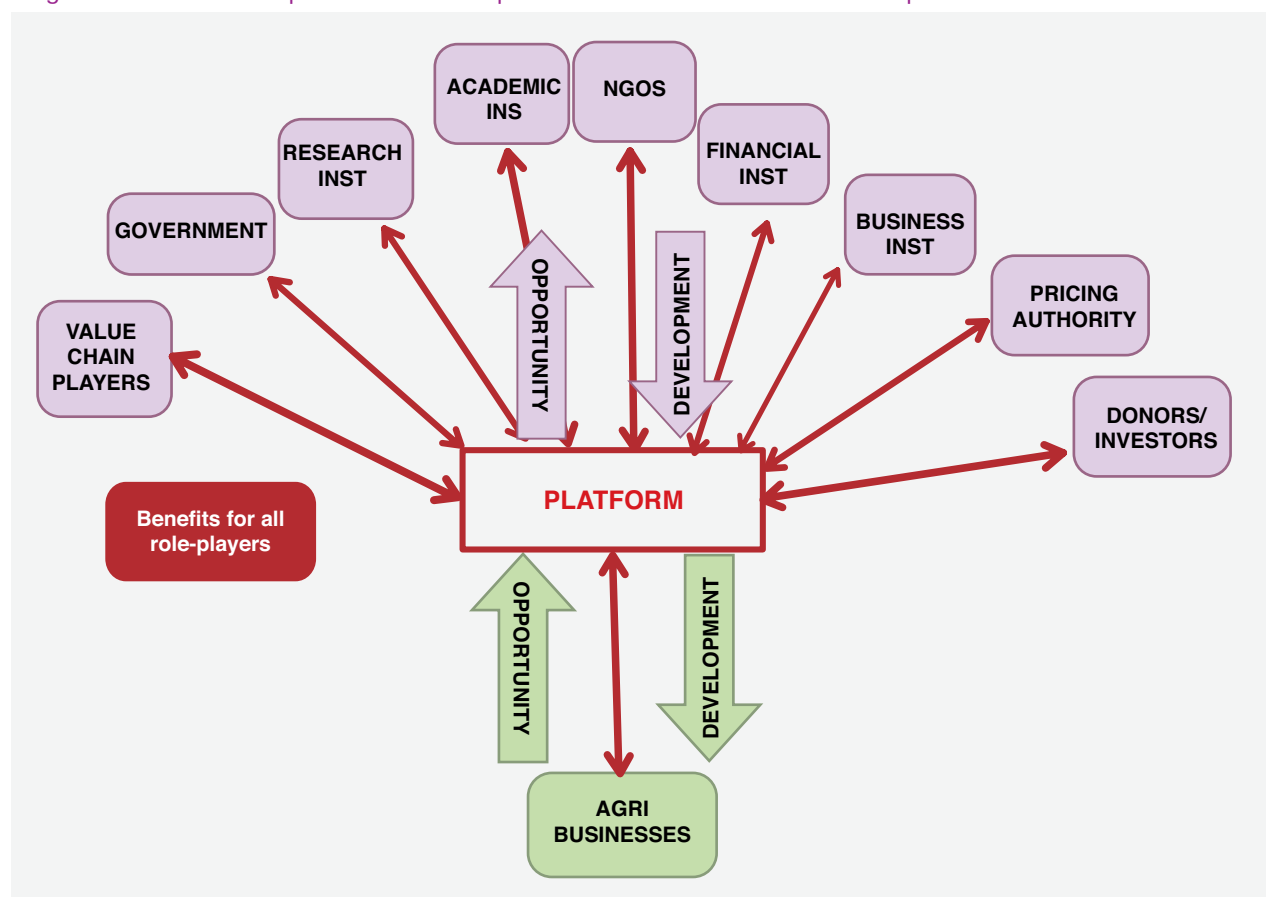 ACADEMIC
INS
NGOS
RESEARCH
INST
FINANCIAL
INST
GOVERNMENT
BUSINESS
INST
VALUE
CHAIN
PLAYERS
PRICING
AUTHORITY
DONORS/
INVESTORS
OPPORTUNITY
DEVELOPMENT
PLATFORM
Benefits for all
role-players
OPPORTUNITY
DEVELOPMENT
AGRI
BUSINESSES